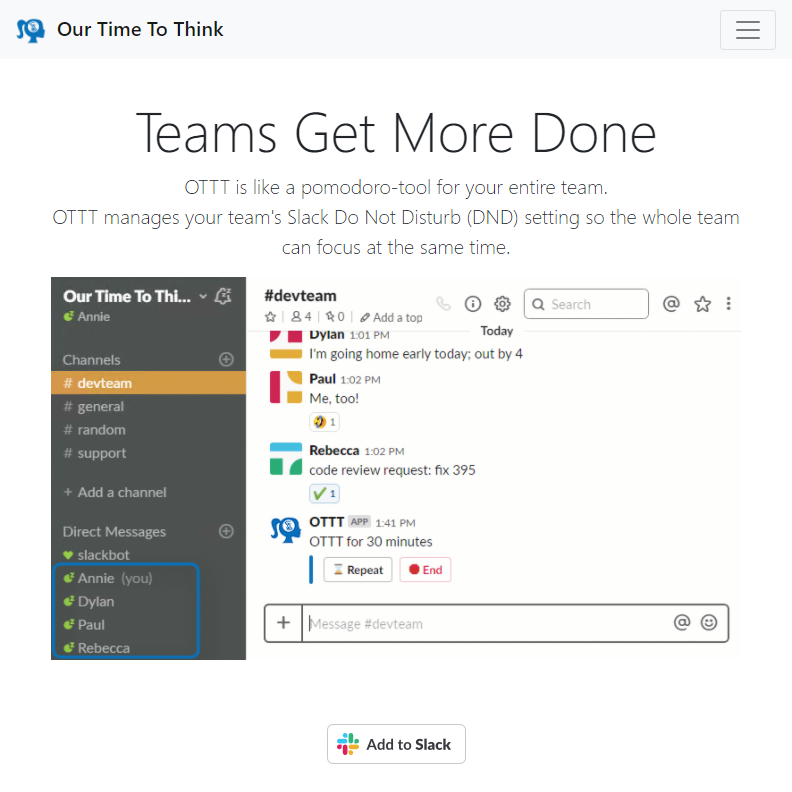 Our Time To Think
Teams Get More Done
OTTT is like a pomodoro-tool for your entire team.
OTTT manages your team's Slack Do Not Disturb (DND) setting so the whole team
can focus at the same time.
Our Time To Thi...
Annie
Channels
# devteam
# general
# random
# support
+ Add a channel
Direct Messages
slackbot
Annie (you)
Dylan
Paul
Rebecca
#devteam
4 | 0 | Add a top
Search
Today
Dylan 1:01 PM
I'm going home early today; out by 4
Paul 1:02 PM
Me, too!
1
Rebecca 1:02 PM
code review request: fix 395
1
OTTT APP 1:41 PM
OTTT for 30 minutes
Repeat
End
Message #devteam
Add to Slack